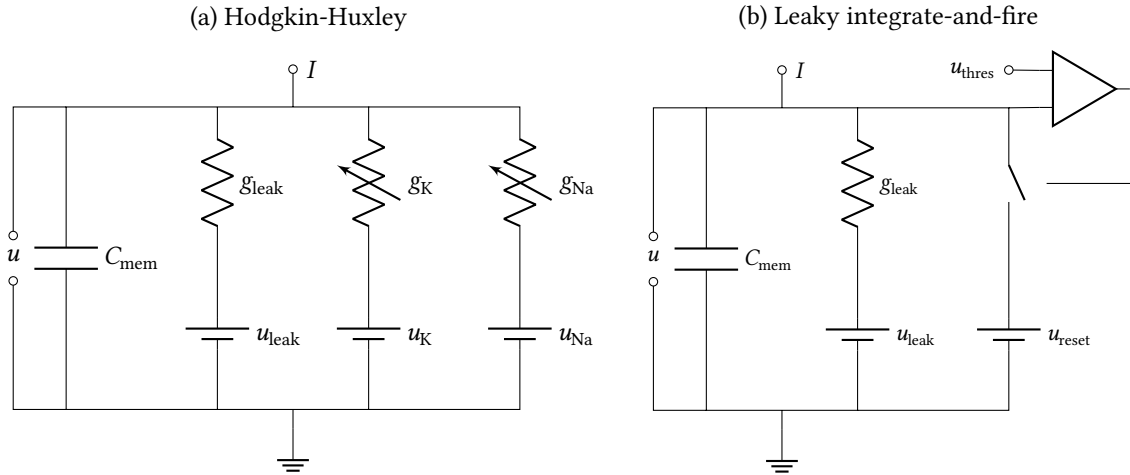 (a) Hodgkin-Huxley
I
g_leak
g_K
g_Na
u
C_mem
u_leak
u_K
u_Na
(b) Leaky integrate-and-fire
I
u_thres
g_leak
u
C_mem
u_leak
u_reset